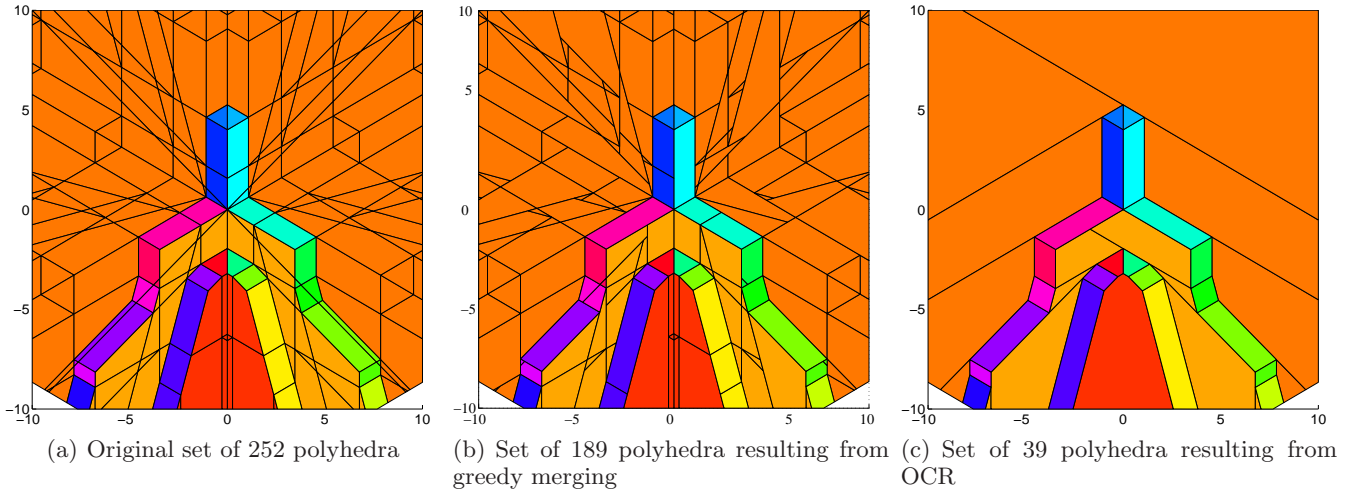 10
5
0
−5
−10
−10 −5 0 5 10
(a) Original set of 252 polyhedra
10
5
0
−5
−10
−10 −5 0 5 10
(b) Set of 189 polyhedra resulting from
greedy merging
10
5
0
−5
−10
−10 −5 0 5 10
(c) Set of 39 polyhedra resulting from
OCR